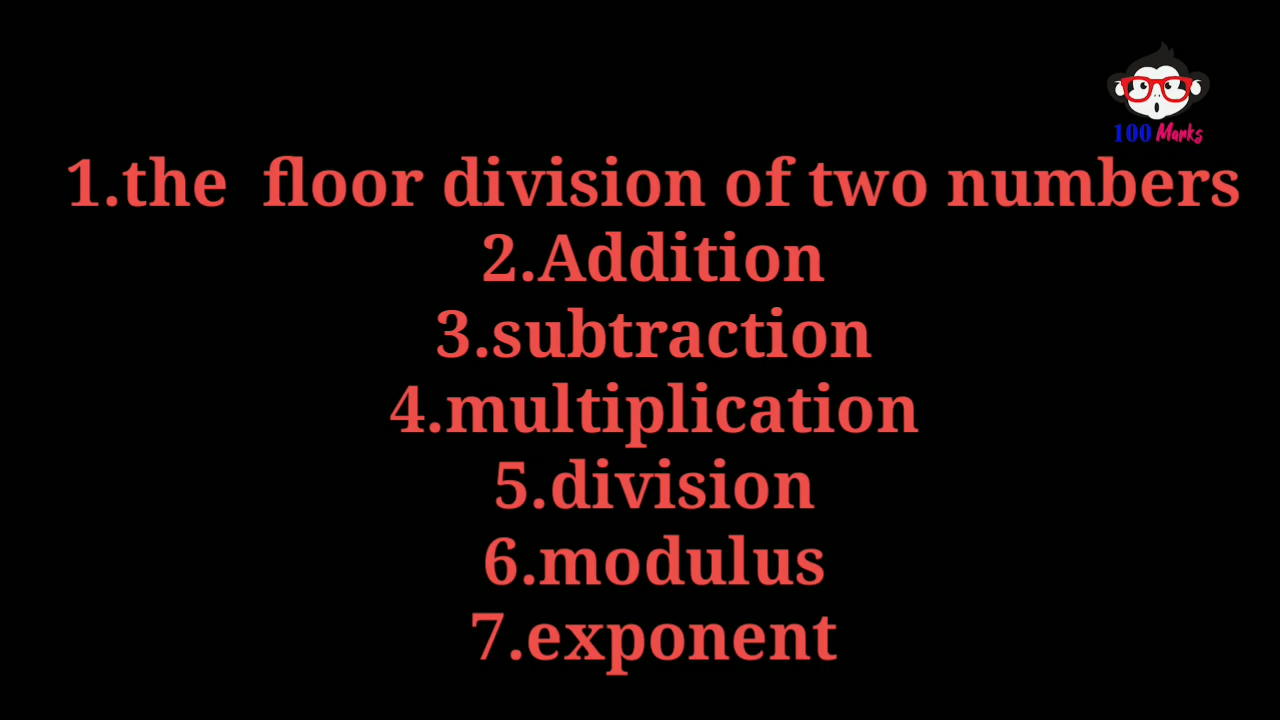 100 Marks
1.the  floor division of two numbers
2.Addition
3.subtraction
4.multiplication
5.division
6.modulus
7.exponent